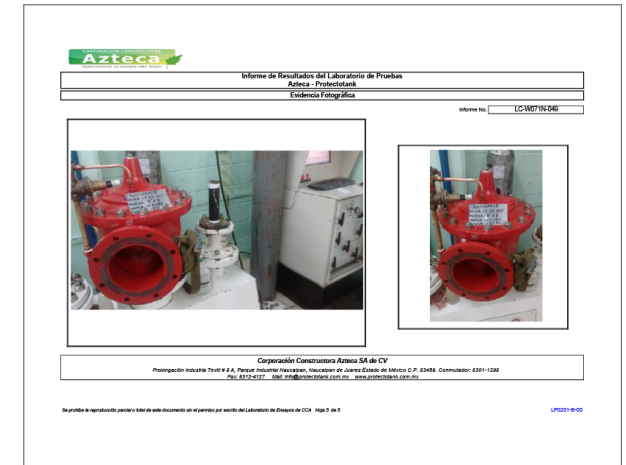 CORPORACIÓN CONSTRUCTORA
Azteca
Informe de Resultados del Laboratorio de Pruebas
Azteca - Protectotank
Evidencia Fotográfica
Informe No. LC-W071N-049
Corporación Constructora Azteca SA de CV
Prolongación Industria Textil # 9 A, Parque Industrial Naucalpan, Naucalpan de Juarez Estado de México C.P. 53489. Conmutador: 5301-1295
Fax: 5312-4127 Mail: info@protectotank.com.mx www.protectotank.com.mx
Se prohíbe la reproducción parcial o total de este documento sin el permiso por escrito del Laboratorio de Ensayos de CCA Hoja 5 de 5
LF0201-B-00